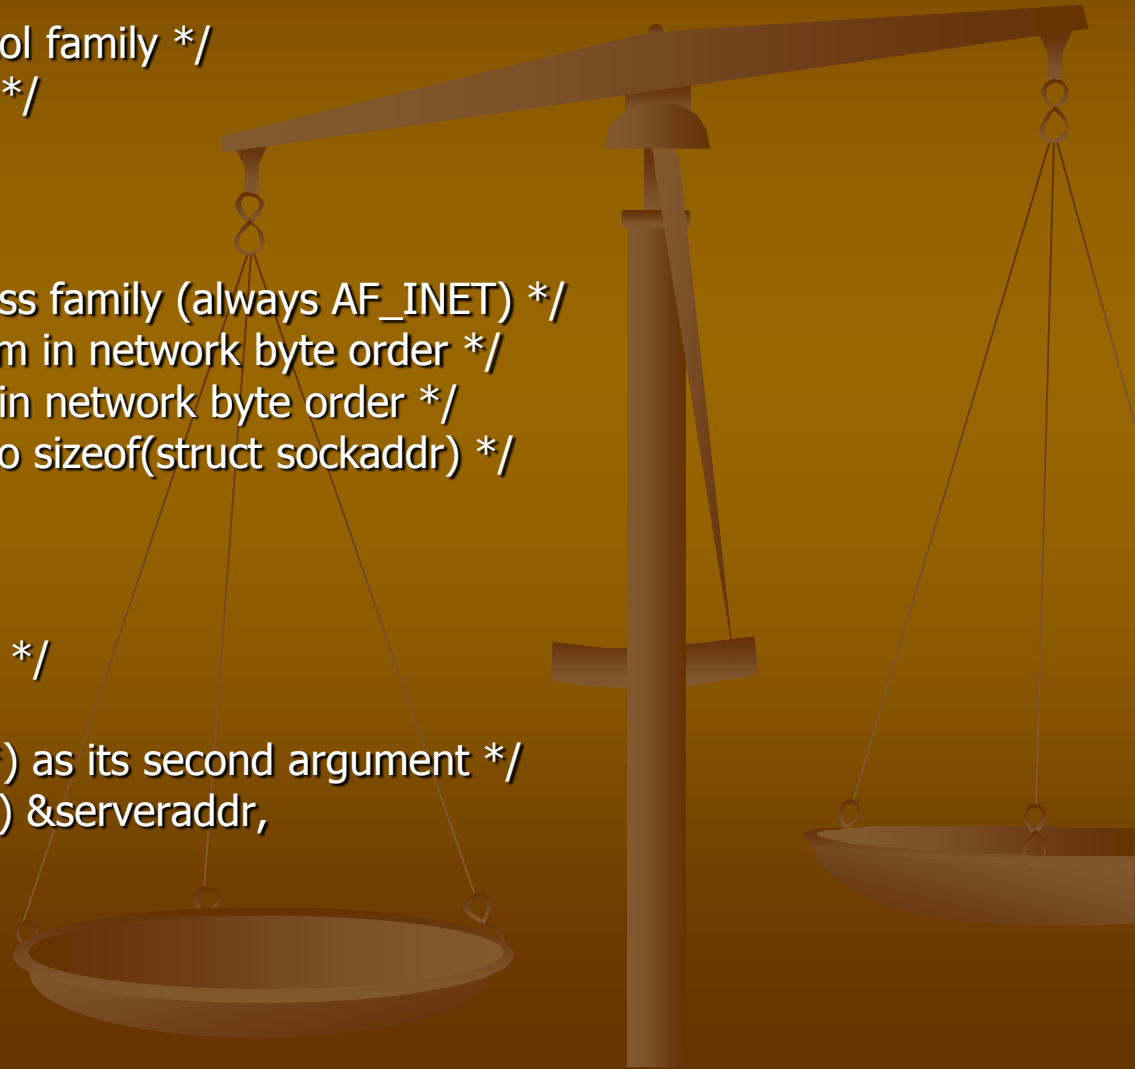 ol family */
*/
ss family (always AF_INET) */
m in network byte order */
in network byte order */
o sizeof(struct sockaddr) */
*/
*) as its second argument */
) &serveraddr,